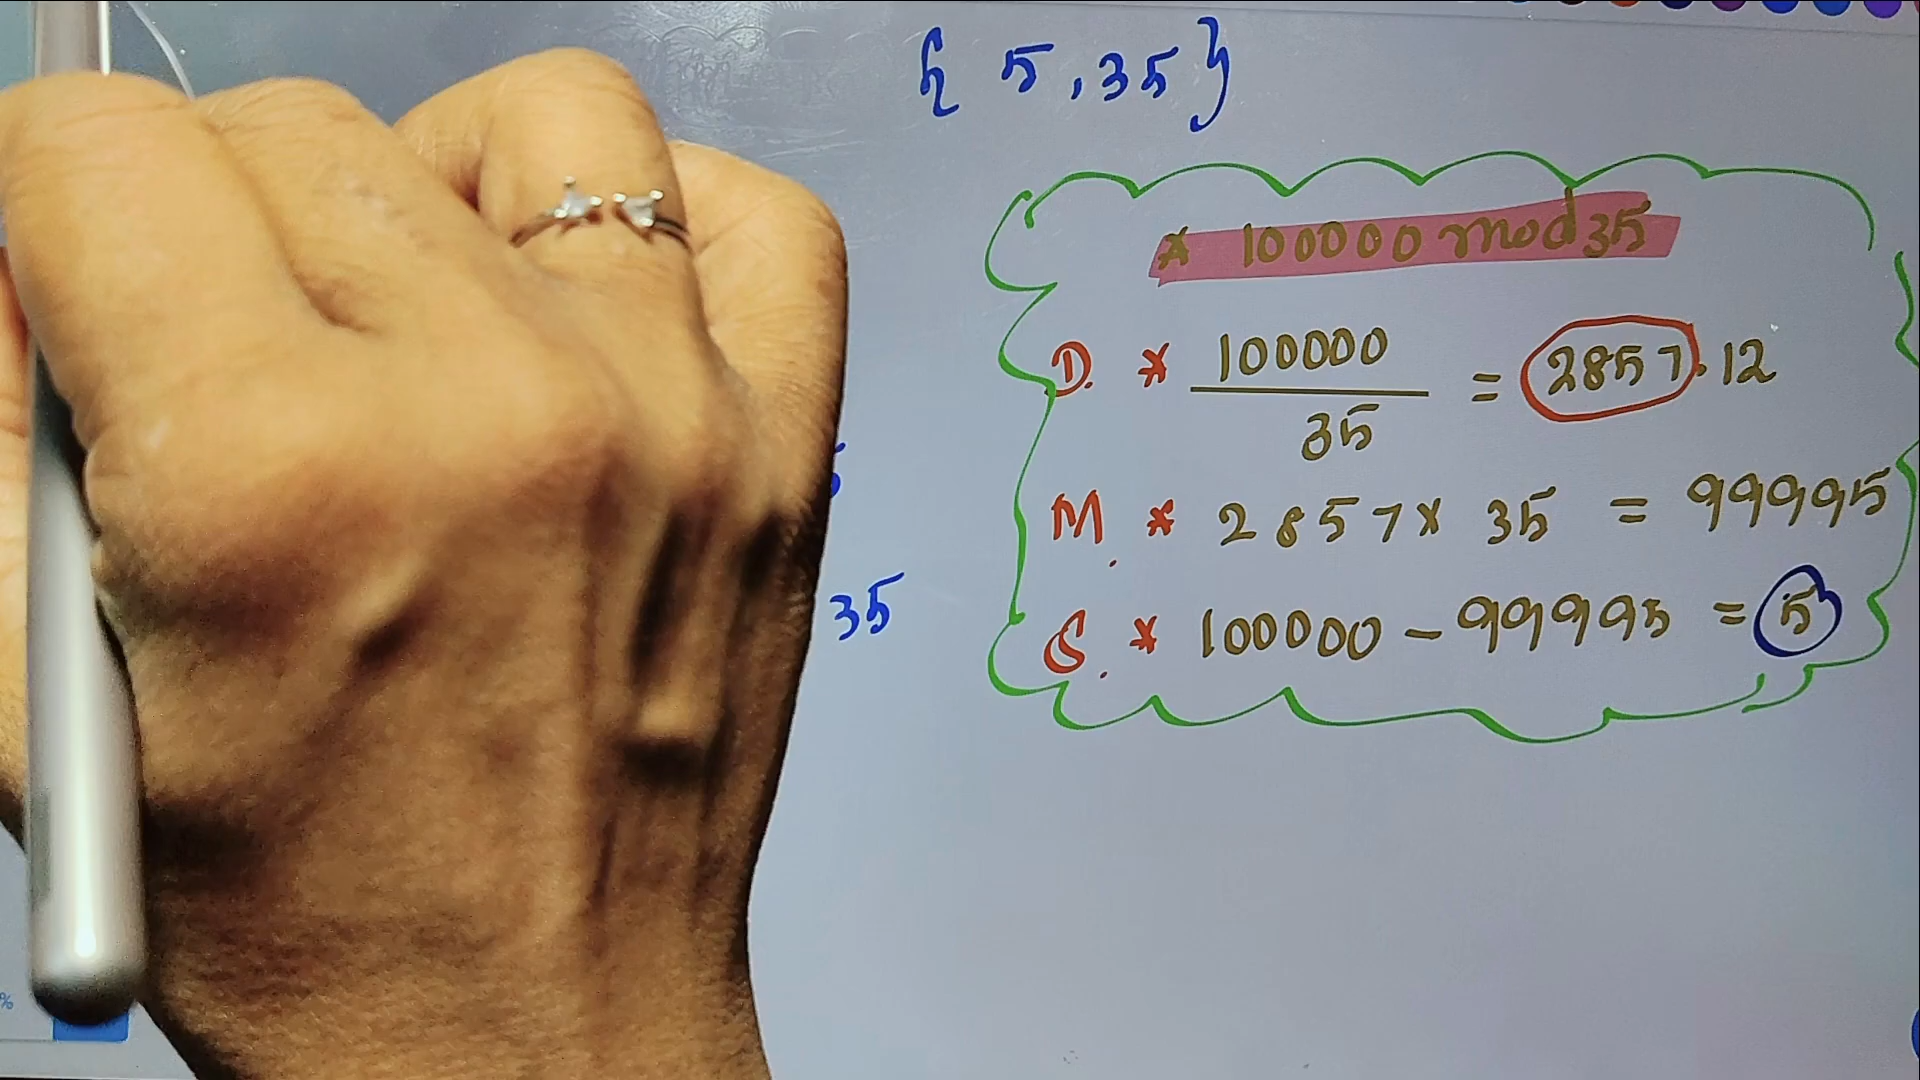 { 5,35}
* 100000 mod 35
D. * 100000 / 35 = 2857.12
M. * 2857 * 35 = 99995
S. * 100000 - 99995 = 5
35
%